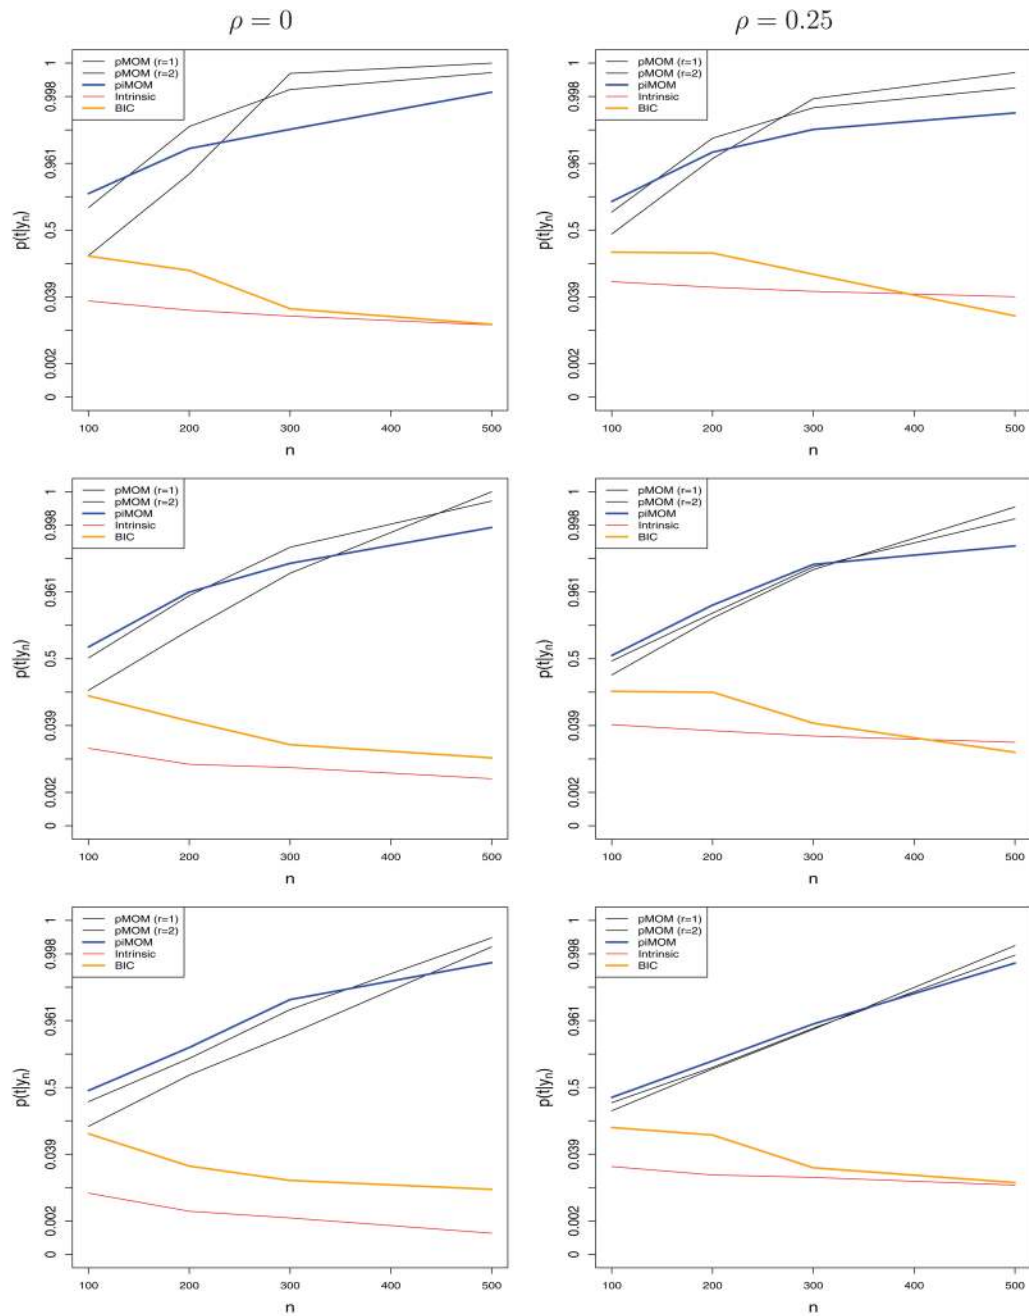 ρ = 0
ρ = 0.25
pMOM (r=1)
pMOM (r=2)
piMOM
Intrinsic
BIC
p(t|yₙ)
1
0.998
0.961
0.5
0.039
0.002
0
100
200
300
400
500
n
pMOM (r=1)
pMOM (r=2)
piMOM
Intrinsic
BIC
p(t|yₙ)
1
0.998
0.961
0.5
0.039
0.002
0
100
200
300
400
500
n
pMOM (r=1)
pMOM (r=2)
piMOM
Intrinsic
BIC
p(t|yₙ)
1
0.998
0.961
0.5
0.039
0.002
0
100
200
300
400
500
n
pMOM (r=1)
pMOM (r=2)
piMOM
Intrinsic
BIC
p(t|yₙ)
1
0.998
0.961
0.5
0.039
0.002
0
100
200
300
400
500
n
pMOM (r=1)
pMOM (r=2)
piMOM
Intrinsic
BIC
p(t|yₙ)
1
0.998
0.961
0.5
0.039
0.002
0
100
200
300
400
500
n
pMOM (r=1)
pMOM (r=2)
piMOM
Intrinsic
BIC
p(t|yₙ)
1
0.998
0.961
0.5
0.039
0.002
0
100
200
300
400
500
n